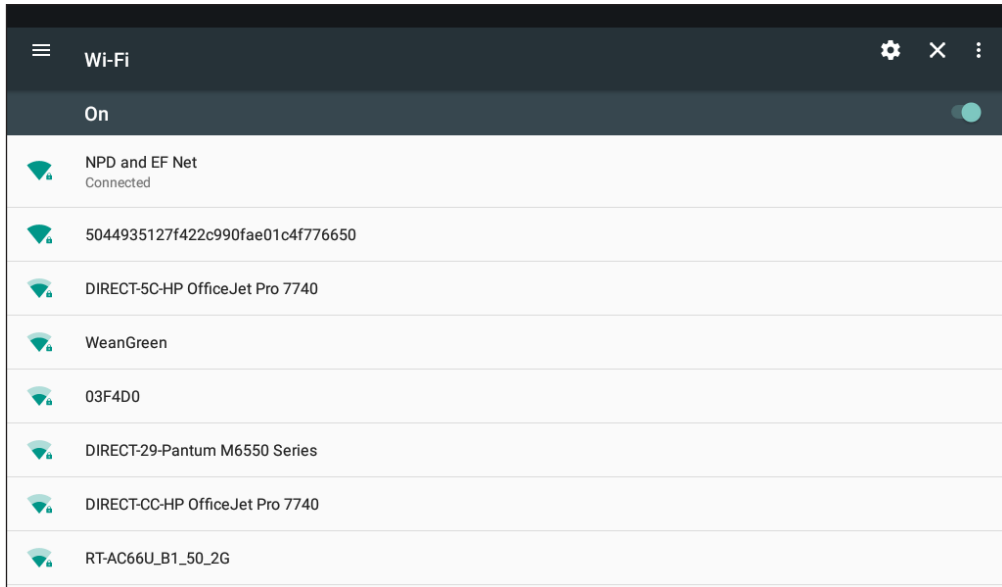 Wi-Fi
On
NPD and EF Net
Connected
5044935127f422c990fae01c4f776650
DIRECT-5C-HP OfficeJet Pro 7740
WeanGreen
03F4D0
DIRECT-29-Pantum M6550 Series
DIRECT-CC-HP OfficeJet Pro 7740
RT-AC66U_B1_50_2G